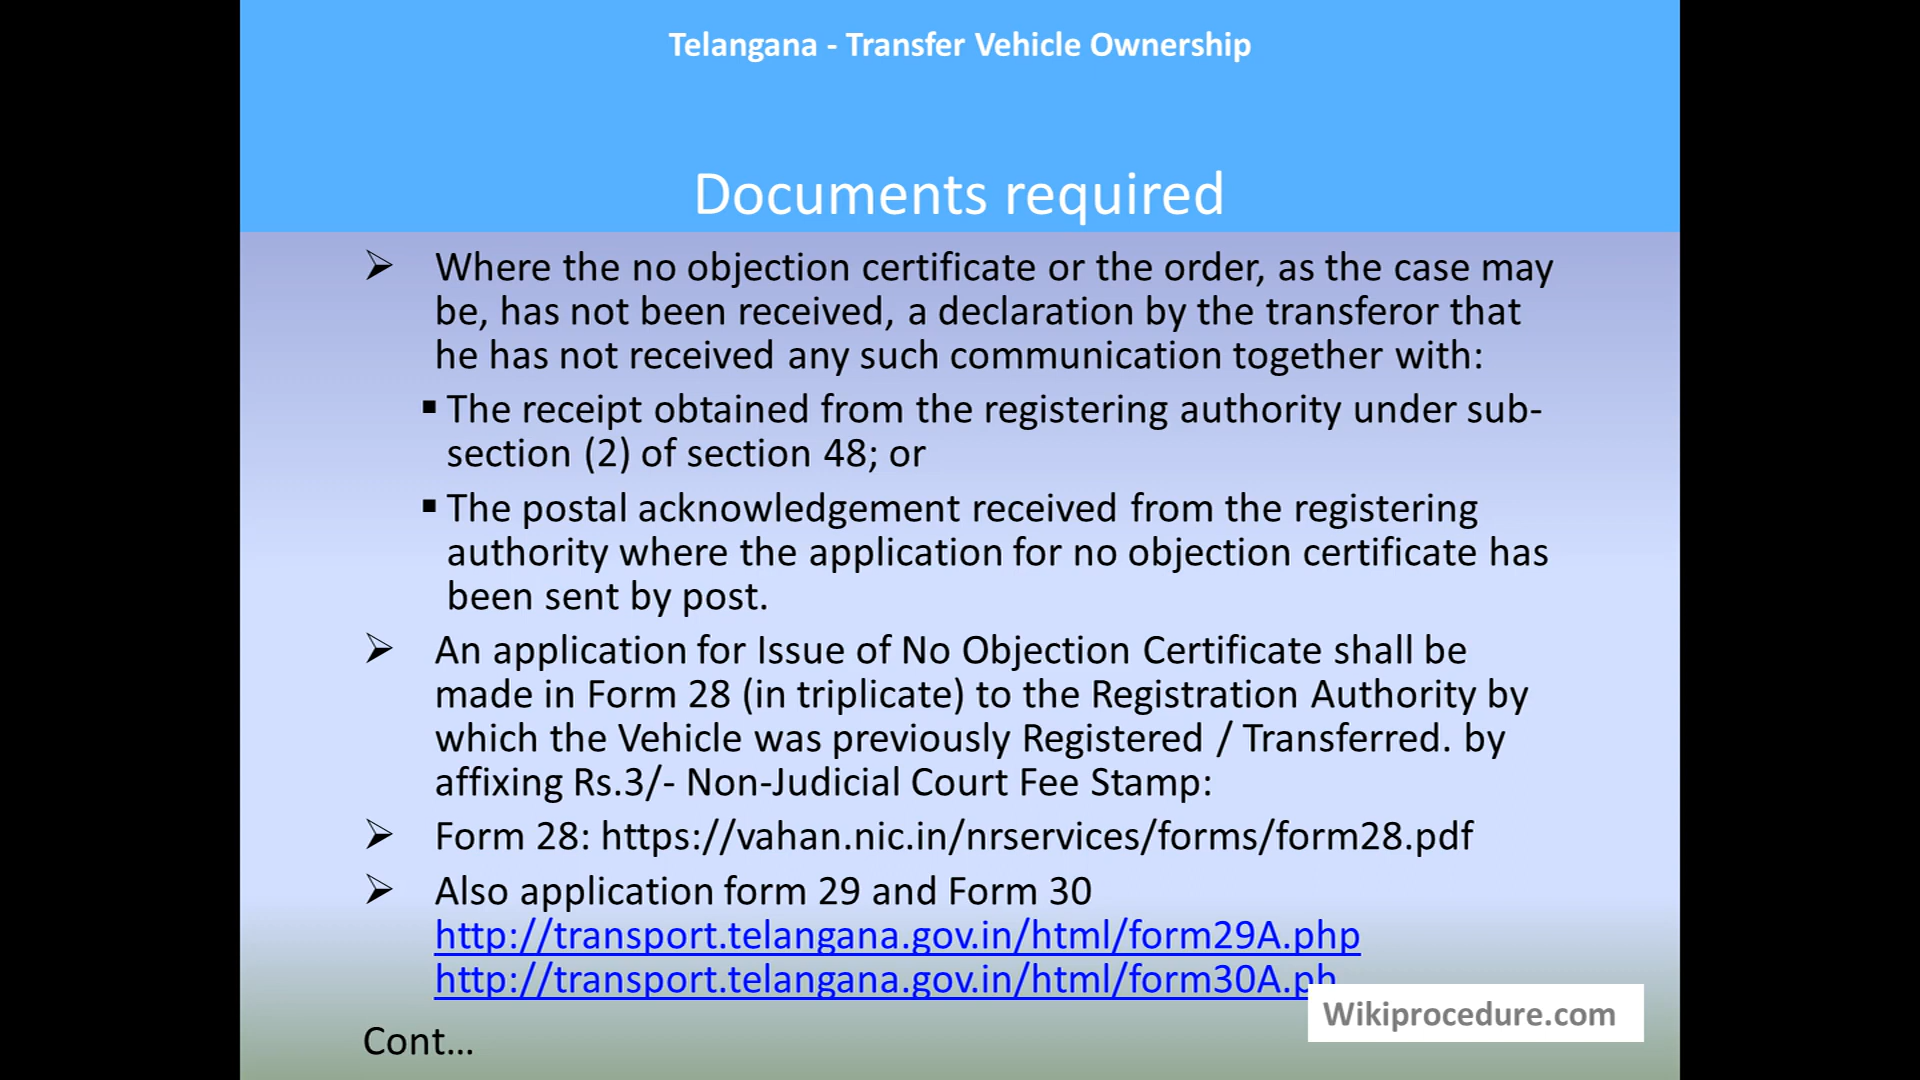 Telangana - Transfer Vehicle Ownership
Documents required
➢ Where the no objection certificate or the order, as the case may
be, has not been received, a declaration by the transferor that
he has not received any such communication together with:
▪ The receipt obtained from the registering authority under sub-
section (2) of section 48; or
▪ The postal acknowledgement received from the registering
authority where the application for no objection certificate has
been sent by post.
➢ An application for Issue of No Objection Certificate shall be
made in Form 28 (in triplicate) to the Registration Authority by
which the Vehicle was previously Registered / Transferred. by
affixing Rs.3/- Non-Judicial Court Fee Stamp:
➢ Form 28: https://vahan.nic.in/nrservices/forms/form28.pdf
➢ Also application form 29 and Form 30
http://transport.telangana.gov.in/html/form29A.php
http://transport.telangana.gov.in/html/form30A.ph
Wikiprocedure.com
Cont...